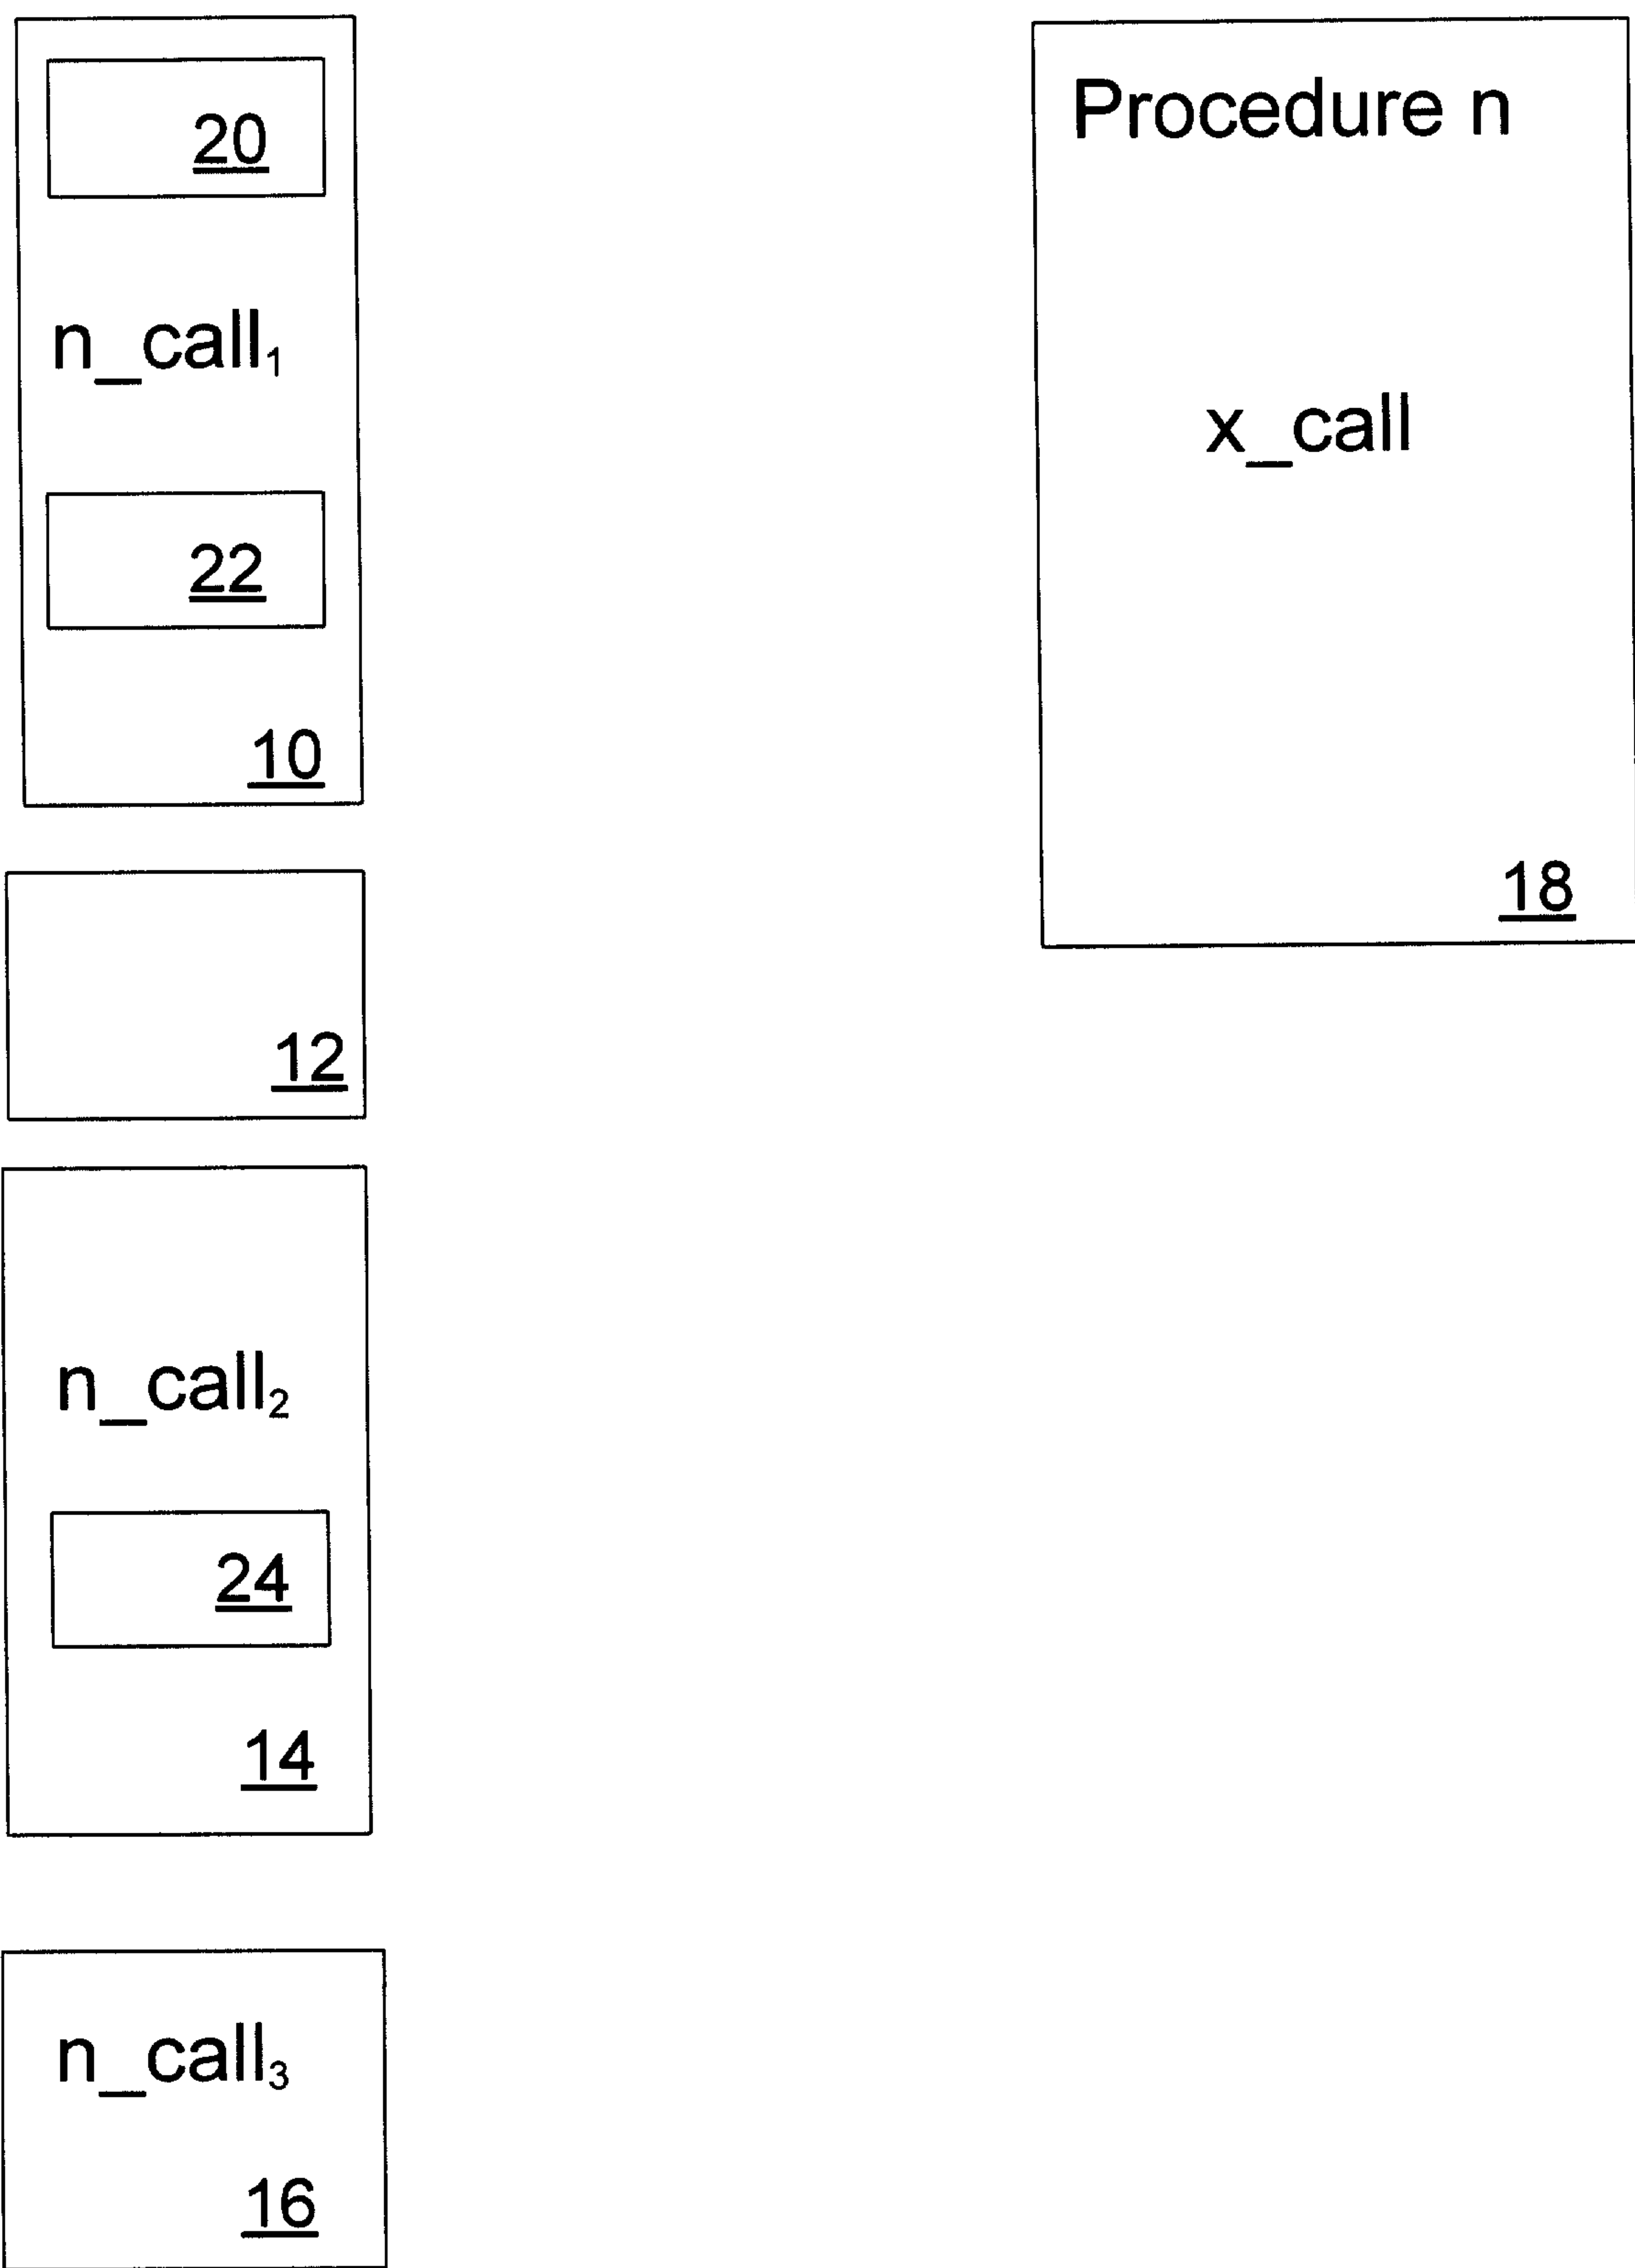 20
n_call₁
22
10
12
n_call₂
24
14
n_call₃
16
Procedure n
x_call
18